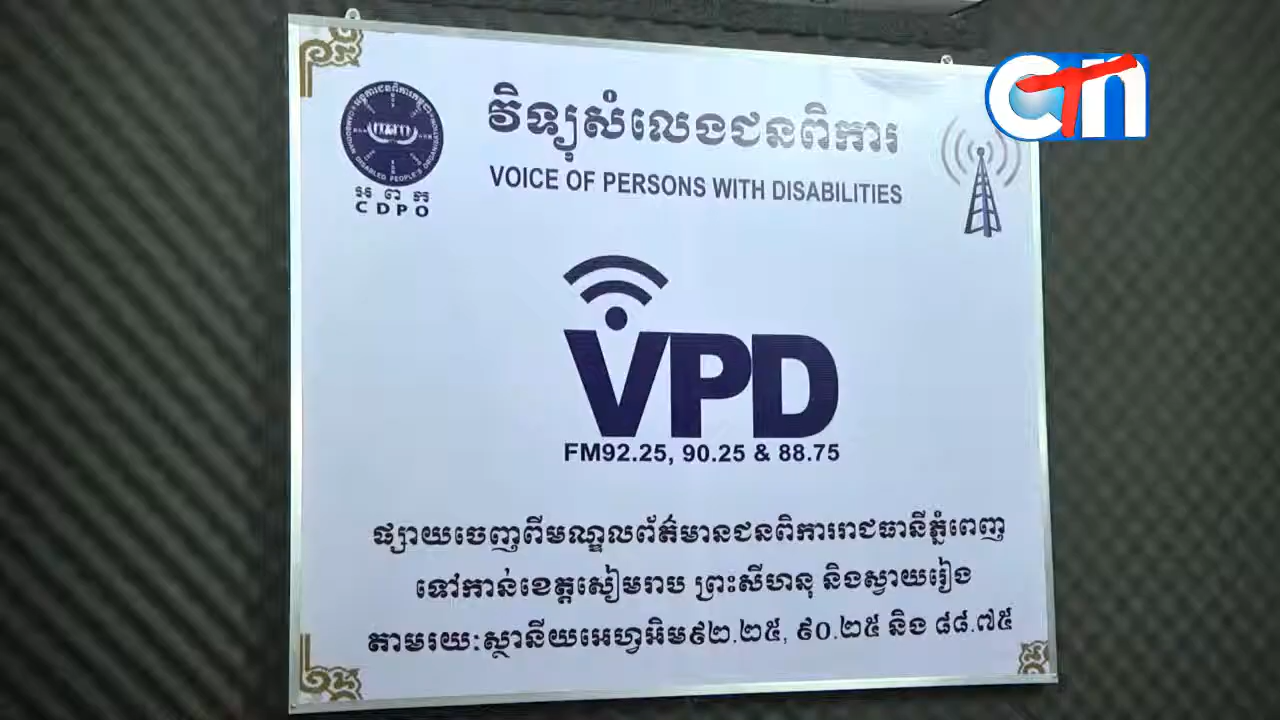 CTN
វិទ្យុសំលេងជនពិការ
VOICE OF PERSONS WITH DISABILITIES
អ ព ក
CDPO
VPD
FM92.25, 90.25 & 88.75
ផ្សាយចេញពីមណ្ឌលព័ត៌មានជនពិការរាជធានីភ្នំពេញ
ទៅកាន់ខេត្តសៀមរាប ព្រះសីហនុ និងស្វាយរៀង
តាមរយៈស្ថានីយអេហ្វអិម៩២.២៥, ៩០.២៥ និង ៨៨.៧៥